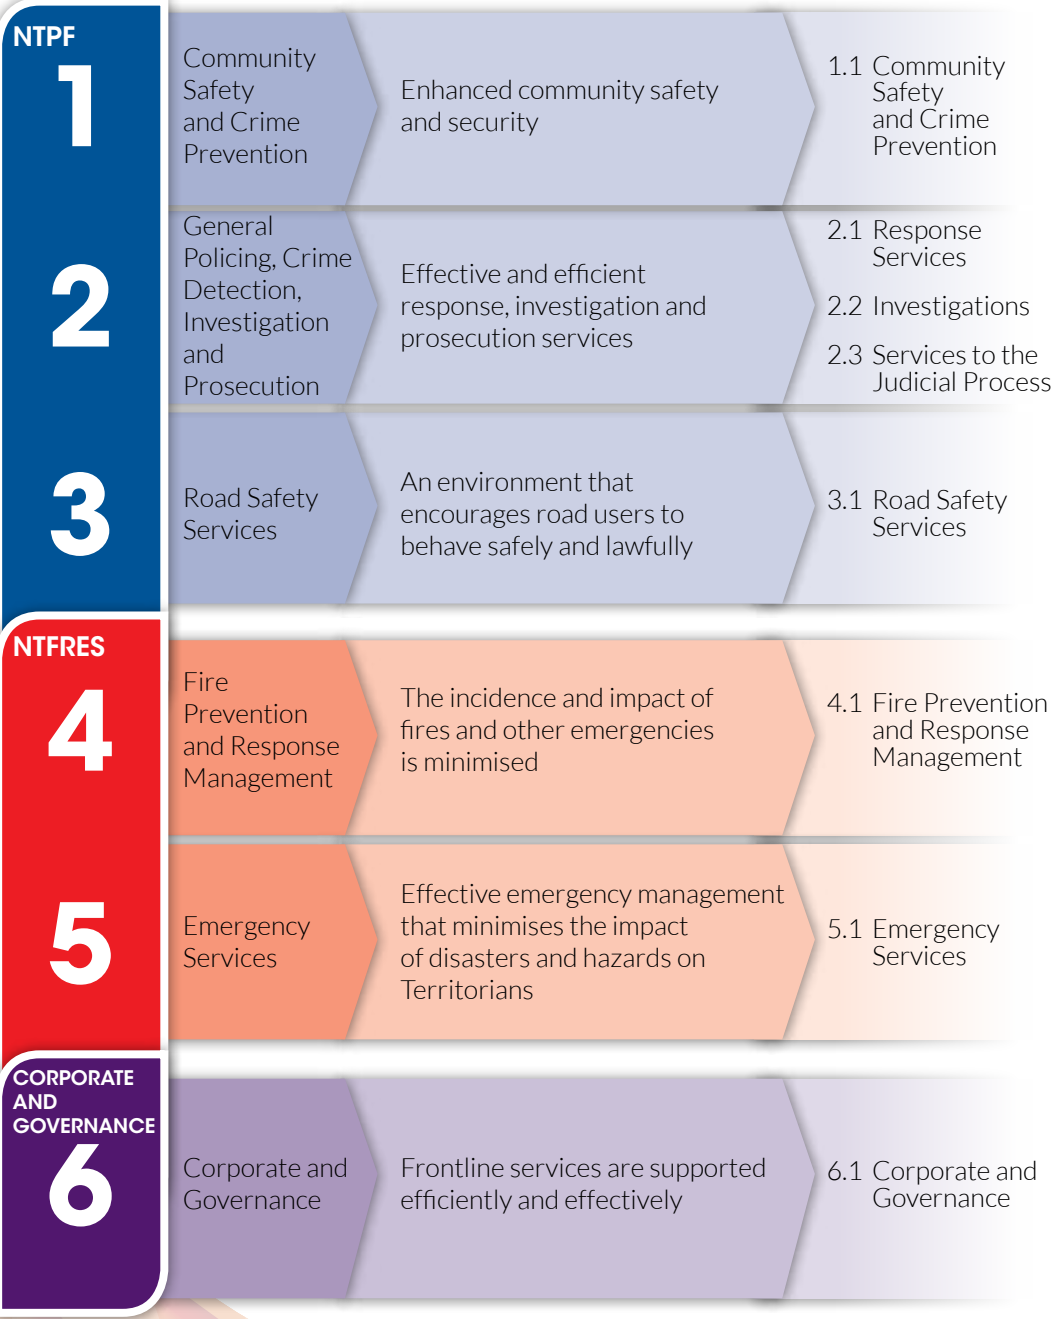 NTPF
1
Community
Safety
and Crime
Prevention
Enhanced community safety
and security
1.1 Community
Safety
and Crime
Prevention
2
General
Policing, Crime
Detection,
Investigation
and
Prosecution
Effective and efficient
response, investigation and
prosecution services
2.1 Response
Services
2.2 Investigations
2.3 Services to the
Judicial Process
3
Road Safety
Services
An environment that
encourages road users to
behave safely and lawfully
3.1 Road Safety
Services
NTFRES
4
Fire
Prevention
and Response
Management
The incidence and impact of
fires and other emergencies
is minimised
4.1 Fire Prevention
and Response
Management
5
Emergency
Services
Effective emergency management
that minimises the impact
of disasters and hazards on
Territorians
5.1 Emergency
Services
CORPORATE
AND
GOVERNANCE
6
Corporate and
Governance
Frontline services are supported
efficiently and effectively
6.1 Corporate and
Governance